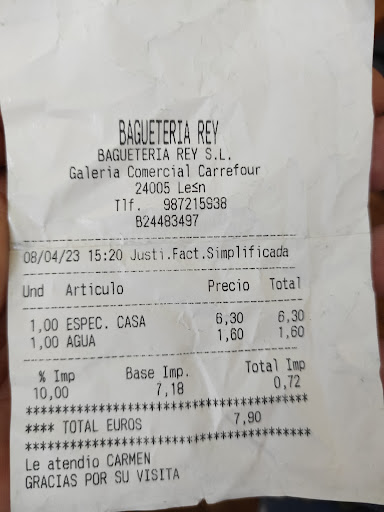 BAGUETERIA REY
BAGUETERIA REY S.L.
Galeria Comercial Carrefour
24005 Le≤n
Tlf. 987215938
B24483497
08/04/23 15:20 Justi.Fact.Simplificada
Und Articulo Precio Total
1,00 ESPEC. CASA 6,30 6,30
1,00 AGUA 1,60 1,60
% Imp Base Imp. Total Imp
10,00 7,18 0,72
****************************************
**** TOTAL EUROS 7,90
****************************************
Le atendio CARMEN
GRACIAS POR SU VISITA